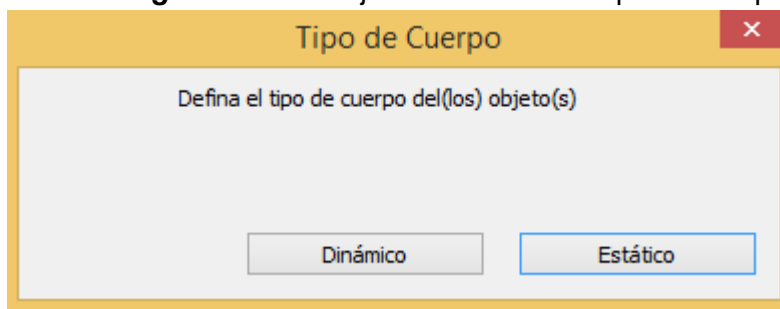 Tipo de Cuerpo
Defina el tipo de cuerpo del(los) objeto(s)
Dinámico Estático